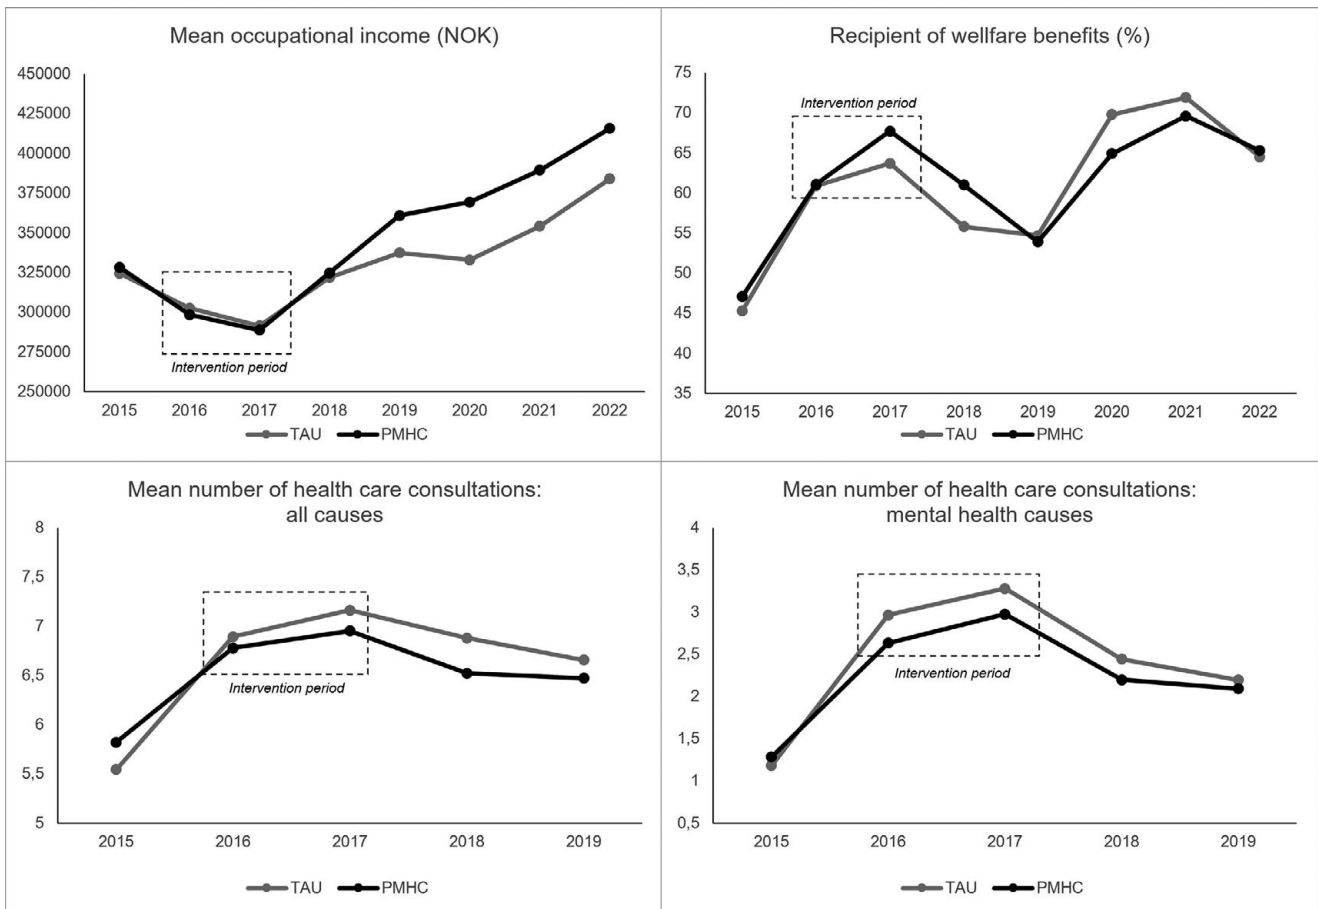 Mean occupational income (NOK)
450000
425000
400000
375000
350000
325000
300000
275000
250000
Intervention period
2015 2016 2017 2018 2019 2020 2021 2022
TAU PMHC
Recipient of wellfare benefits (%)
75
70
65
60
55
50
45
40
35
Intervention period
2015 2016 2017 2018 2019 2020 2021 2022
TAU PMHC
Mean number of health care consultations:
all causes
8
7,5
7
6,5
6
5,5
5
Intervention period
2015 2016 2017 2018 2019
TAU PMHC
Mean number of health care consultations:
mental health causes
4
3,5
3
2,5
2
1,5
1
0,5
Intervention period
2015 2016 2017 2018 2019
TAU PMHC